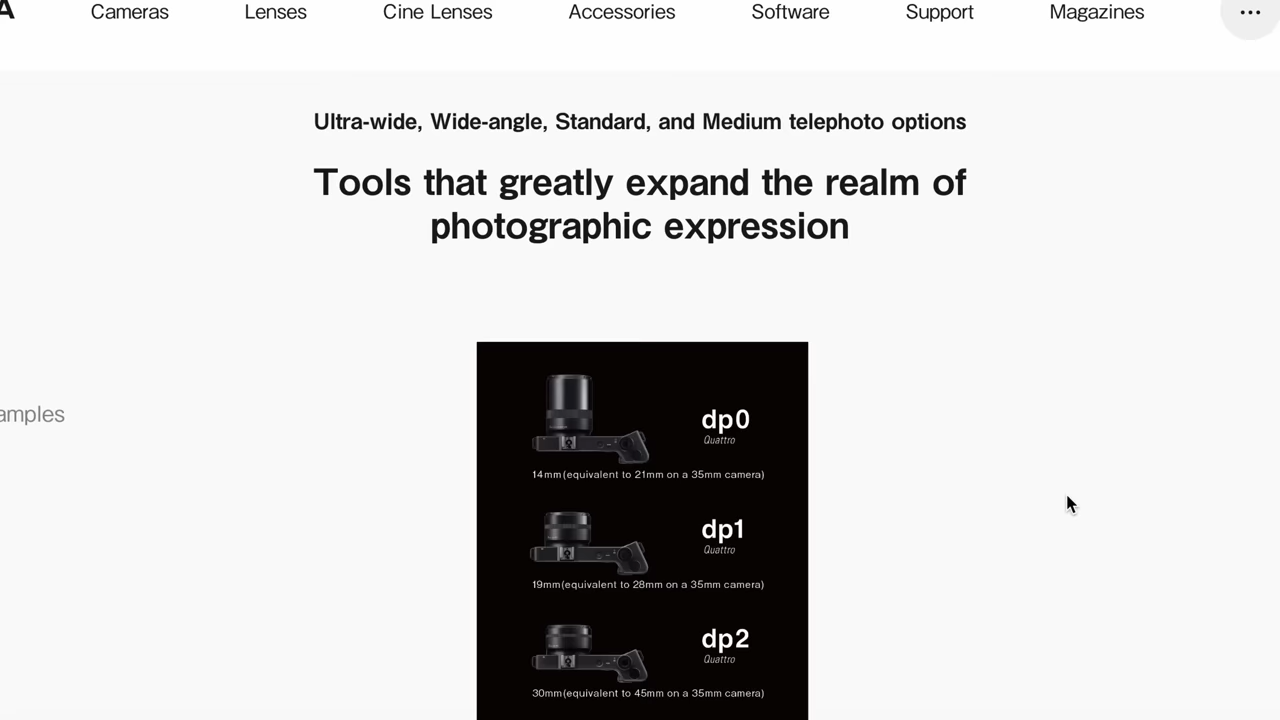 A Cameras Lenses Cine Lenses Accessories Software Support Magazines ...
Ultra-wide, Wide-angle, Standard, and Medium telephoto options
Tools that greatly expand the realm of
photographic expression
amples
dp0
Quattro
14mm(equivalent to 21mm on a 35mm camera)
dp1
Quattro
19mm(equivalent to 28mm on a 35mm camera)
dp2
Quattro
30mm(equivalent to 45mm on a 35mm camera)